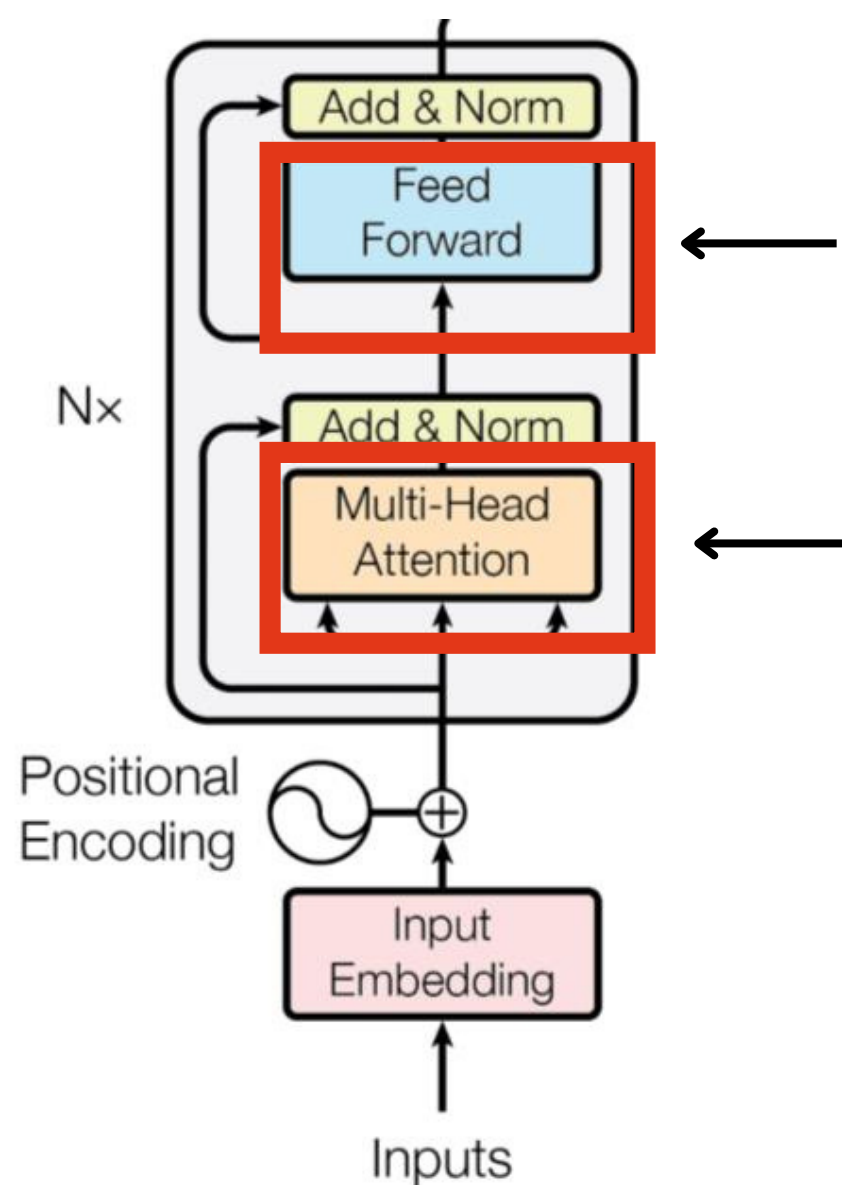 Add & Norm
Feed
Forward
Nx
Add & Norm
Multi-Head
Attention
Positional
Encoding
Input
Embedding
Inputs